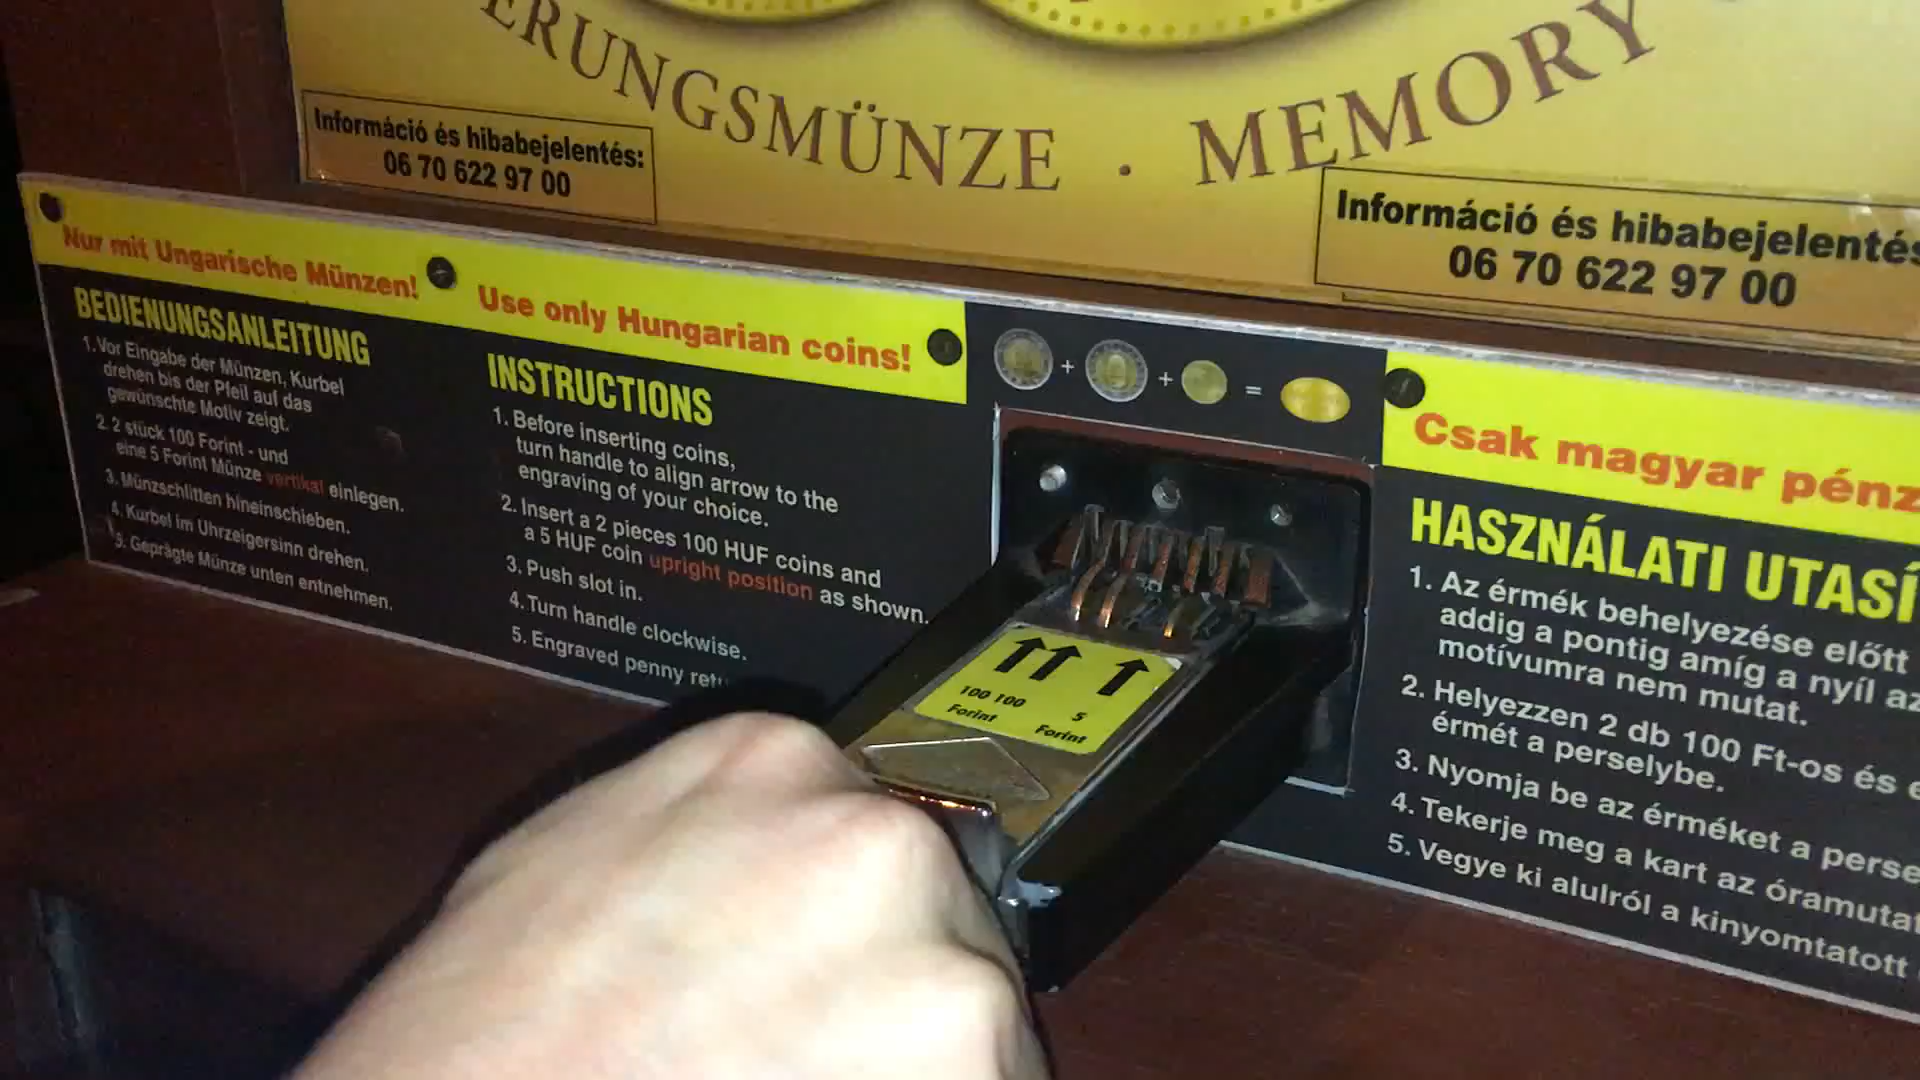 ERUNGSMÜNZE · MEMORY
Információ és hibabejelentés:
06 70 622 97 00
Információ és hibabejelentés
06 70 622 97 00
Nur mit Ungarische Münzen!
BEDIENUNGSANLEITUNG
1. Vor Eingabe der Münzen, Kurbel
drehen bis der Pfeil auf das
gewünschte Motiv zeigt.
2. 2 stück 100 Forint - und
eine 5 Forint Münze vertikal einlegen.
3. Münzschlitten hineinschieben.
4. Kurbel im Uhrzeigersinn drehen.
5. Geprägte Münze unten entnehmen.
Use only Hungarian coins!
INSTRUCTIONS
1. Before inserting coins,
turn handle to align arrow to the
engraving of your choice.
2. Insert a 2 pieces 100 HUF coins and
a 5 HUF coin upright position as shown.
3. Push slot in.
4. Turn handle clockwise.
5. Engraved penny retu
+ + =
100 100 5
Forint Forint
Csak magyar pénz
HASZNÁLATI UTASÍ
1. Az érmék behelyezése előtt
addig a pontig amíg a nyíl az
motívumra nem mutat.
2. Helyezzen 2 db 100 Ft-os és e
érmét a perselybe.
3. Nyomja be az érméket a perse
4. Tekerje meg a kart az óramutat
5. Vegye ki alulról a kinyomtatott